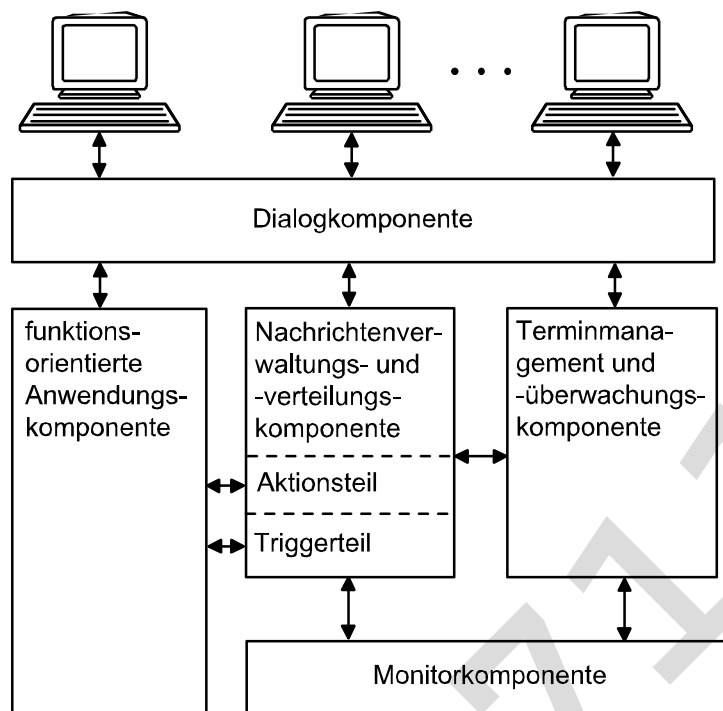 . . .
Dialogkomponente
funktions-
orientierte
Anwendungs-
komponente
Nachrichtenver-
waltungs- und
-verteilungs-
komponente
Aktionsteil
Triggerteil
Terminmana-
gement und
-überwachungs-
komponente
Monitorkomponente